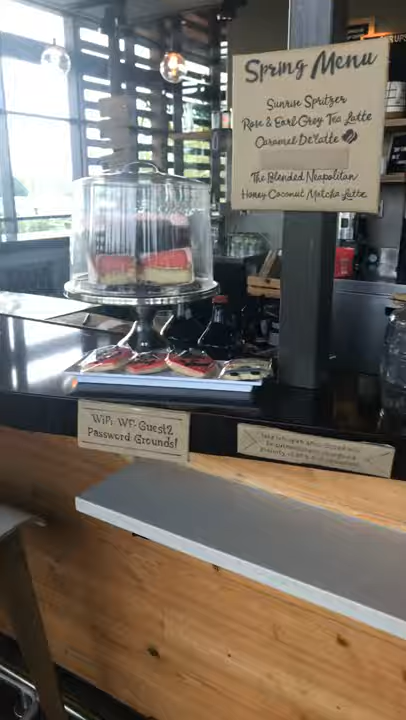 Spring Menu
Sunrise Spritzer
Rose & Earl Grey Tea Latte
Caramel De'Latte
The Blended Neapolitan
Honey Coconut Matcha Latte
WiFi: WF-Guest2
Password: Grounds!